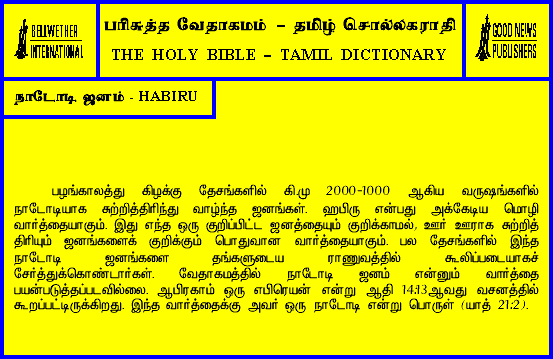 BELLWETHER
INTERNATIONAL
பரிசுத்த வேதாகமம் – தமிழ் சொல்லகராதி
THE HOLY BIBLE – TAMIL DICTIONARY
GOOD NEWS
PUBLISHERS
நாடோடி ஜனம் - HABIRU
பழங்காலத்து கிழக்கு தேசங்களில் கி.மு 2000-1000 ஆகிய வருஷங்களில்
நாடோடியாக சுற்றித்திரிந்து வாழ்ந்த ஜனங்கள். ஹபிரு என்பது அக்கேடிய மொழி
வார்த்தையாகும். இது எந்த ஒரு குறிப்பிட்ட ஜனத்தையும் குறிக்காமல், ஊர் ஊராக சுற்றித்
திரியும் ஜனங்களைக் குறிக்கும் பொதுவான வார்த்தையாகும். பல தேசங்களில் இந்த
நாடோடி ஜனங்களை தங்களுடைய ராணுவத்தில் கூலிப்படையாகச்
சேர்த்துக்கொண்டார்கள். வேதாகமத்தில் நாடோடி ஜனம் என்னும் வார்த்தை
பயன்படுத்தப்படவில்லை. ஆபிரகாம் ஒரு எபிரெயன் என்று ஆதி 14:13ஆவது வசனத்தில்
கூறப்பட்டிருக்கிறது. இந்த வார்த்தைக்கு அவர் ஒரு நாடோடி என்று பொருள் (யாத் 21:2).